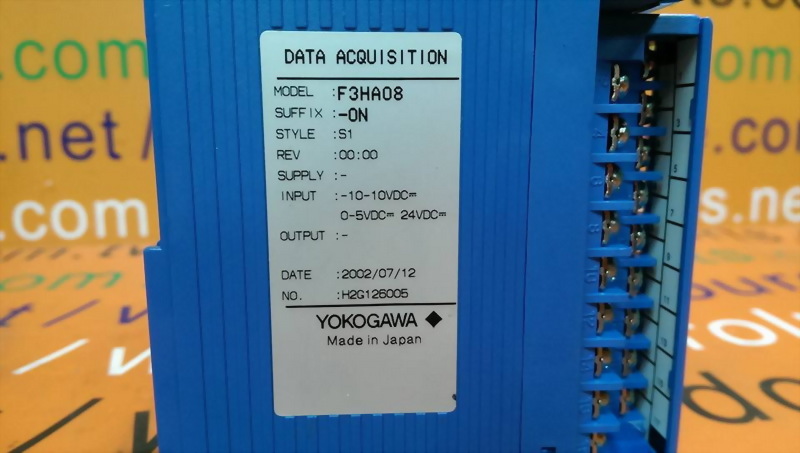 DATA ACQUISITION
MODEL :F3HA08
SUFFIX :-0N
STYLE :S1
REV :00:00
SUPPLY :-
INPUT :-10-10VDC⎓
0-5VDC⎓ 24VDC⎓
OUTPUT :-
DATE :2002/07/12
NO. :H2G126005
YOKOGAWA ◆
Made in Japan